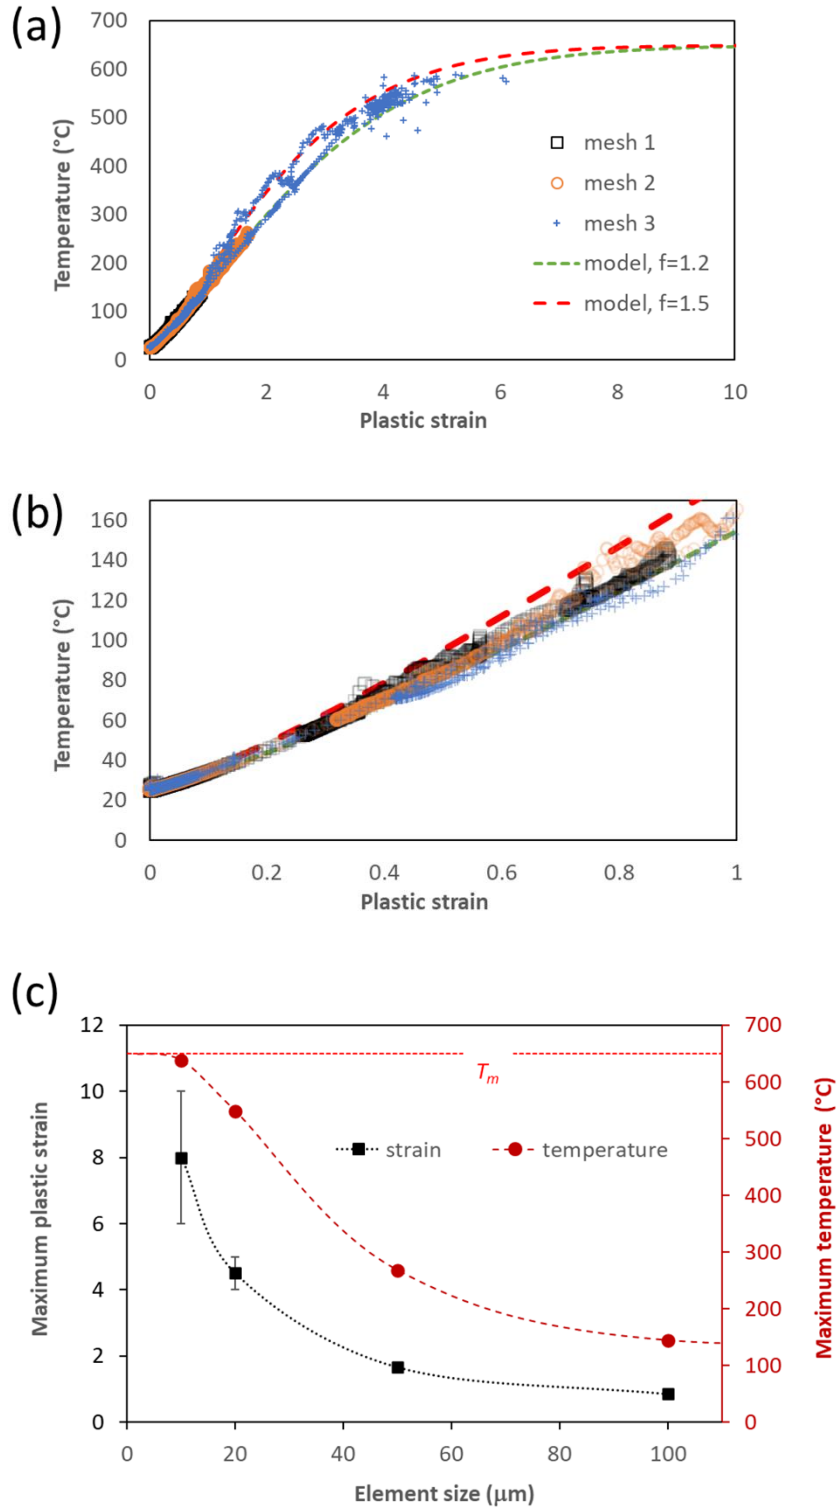 (a)
700
600
500
400
300
200
100
0
Temperature (°C)
mesh 1
mesh 2
mesh 3
model, f=1.2
model, f=1.5
0 2 4 6 8 10
Plastic strain
(b)
160
140
120
100
80
60
40
20
0
Temperature (°C)
0 0.2 0.4 0.6 0.8 1
Plastic strain
(c)
12
10
8
6
4
2
0
Maximum plastic strain
T_m
strain temperature
700
600
500
400
300
200
100
0
Maximum temperature (°C)
0 20 40 60 80 100
Element size (μm)